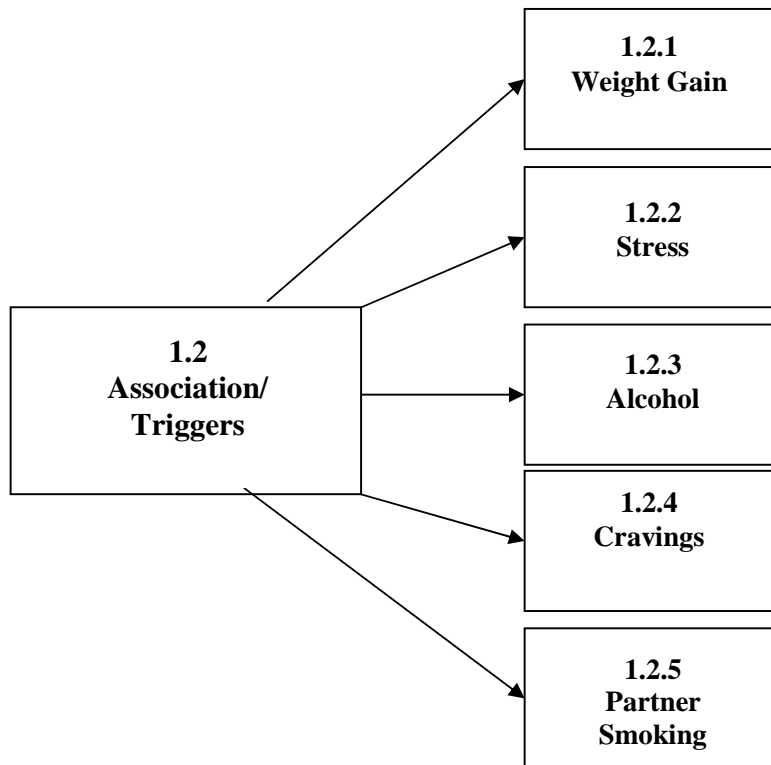 1.2.1
Weight Gain
1.2.2
Stress
1.2
Association/
Triggers
1.2.3
Alcohol
1.2.4
Cravings
1.2.5
Partner
Smoking